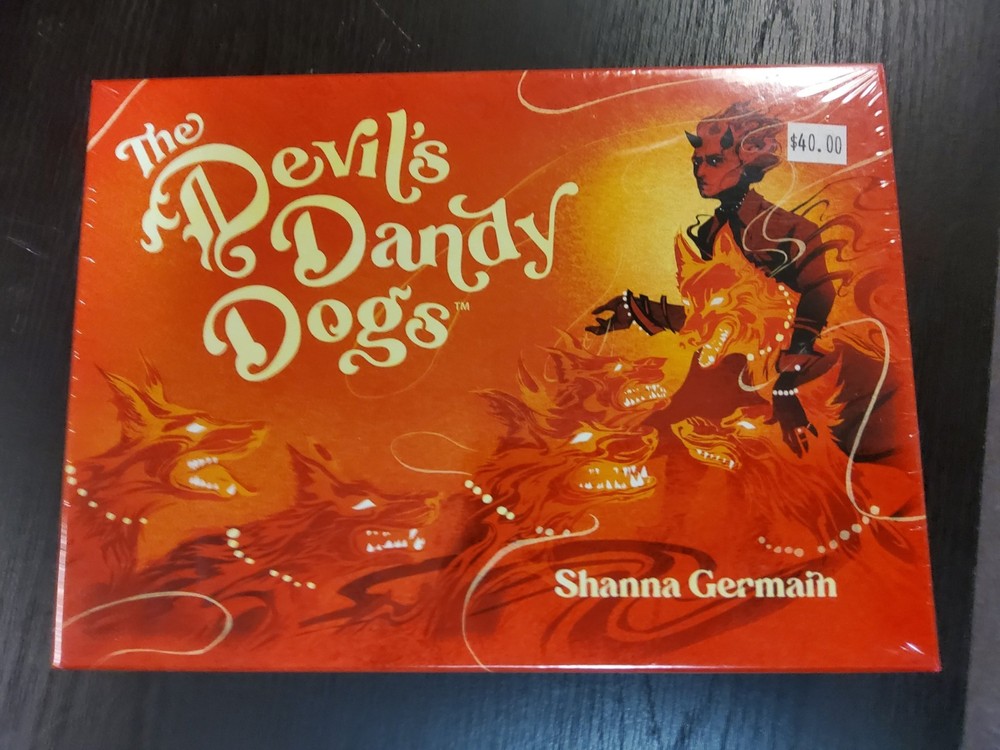 The
Devil's
Dandy
Dogs™
$40.00
Shanna Germain